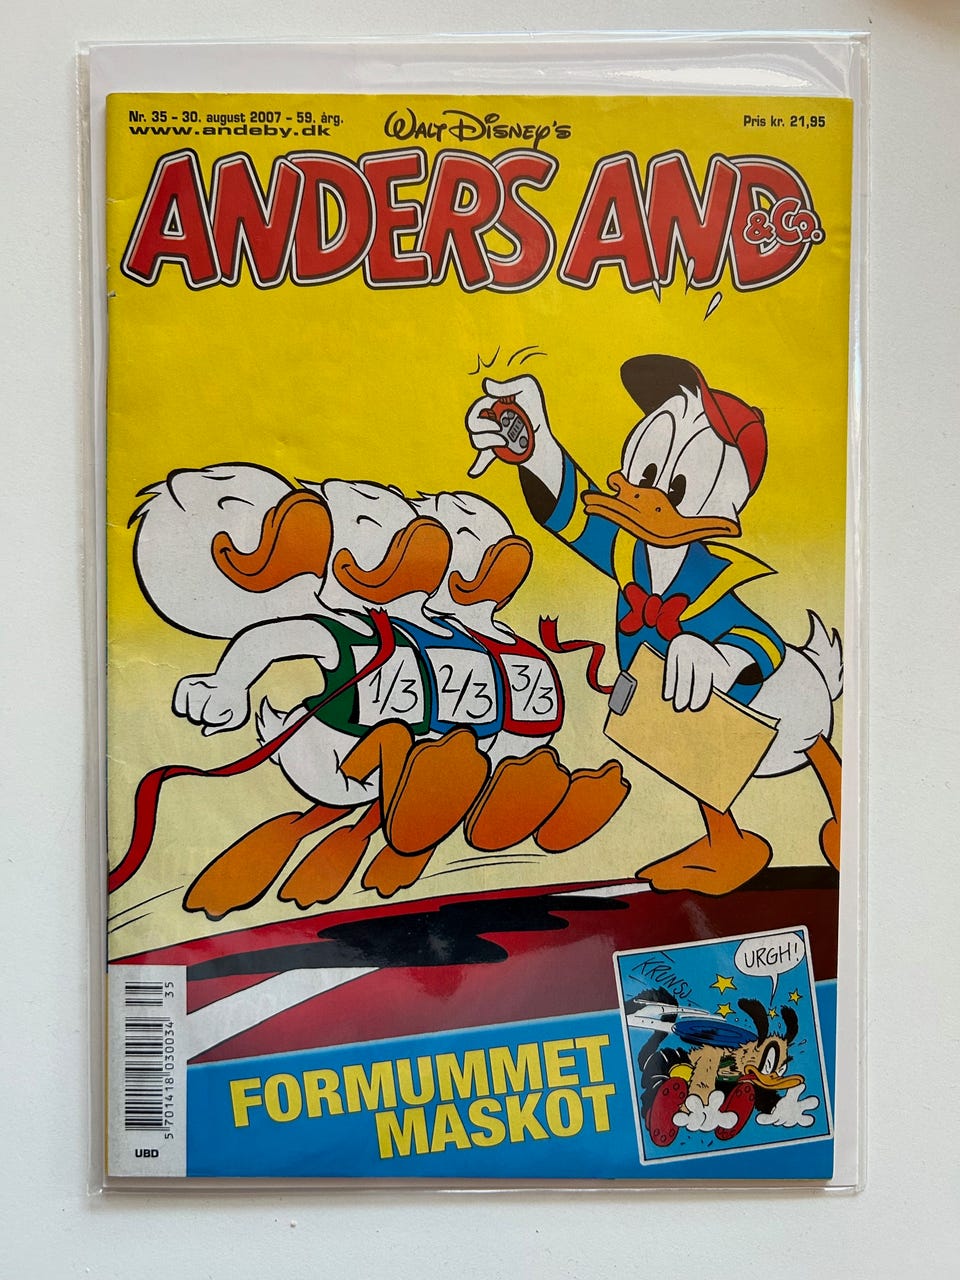 Nr. 35 - 30. august 2007 - 59. årg.
www.andeby.dk
Walt Disney's
Pris kr. 21,95
ANDERS AND
& Co.
1/3
2/3
3/3
URGH!
KRUNSJ
FORMUMMET
MASKOT
35
5 701418 030034
UBD